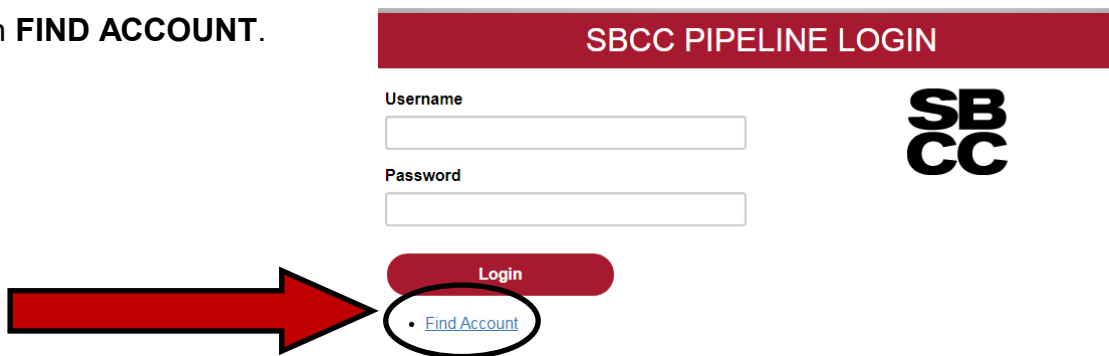 FIND ACCOUNT.
SBCC PIPELINE LOGIN
Username
SB
CC
Password
Login
Find Account